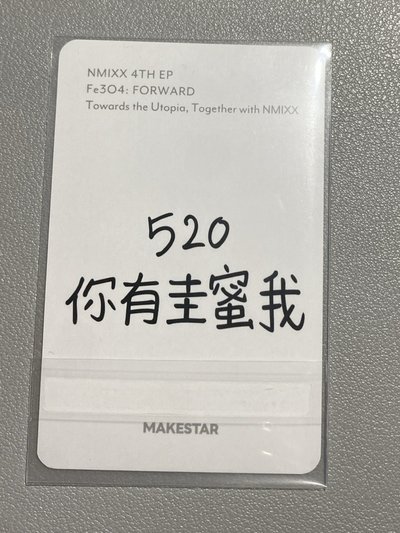 NMIXX 4TH EP
Fe3O4: FORWARD
Towards the Utopia, Together with NMIXX
520
你有圭蜜我
MAKESTAR